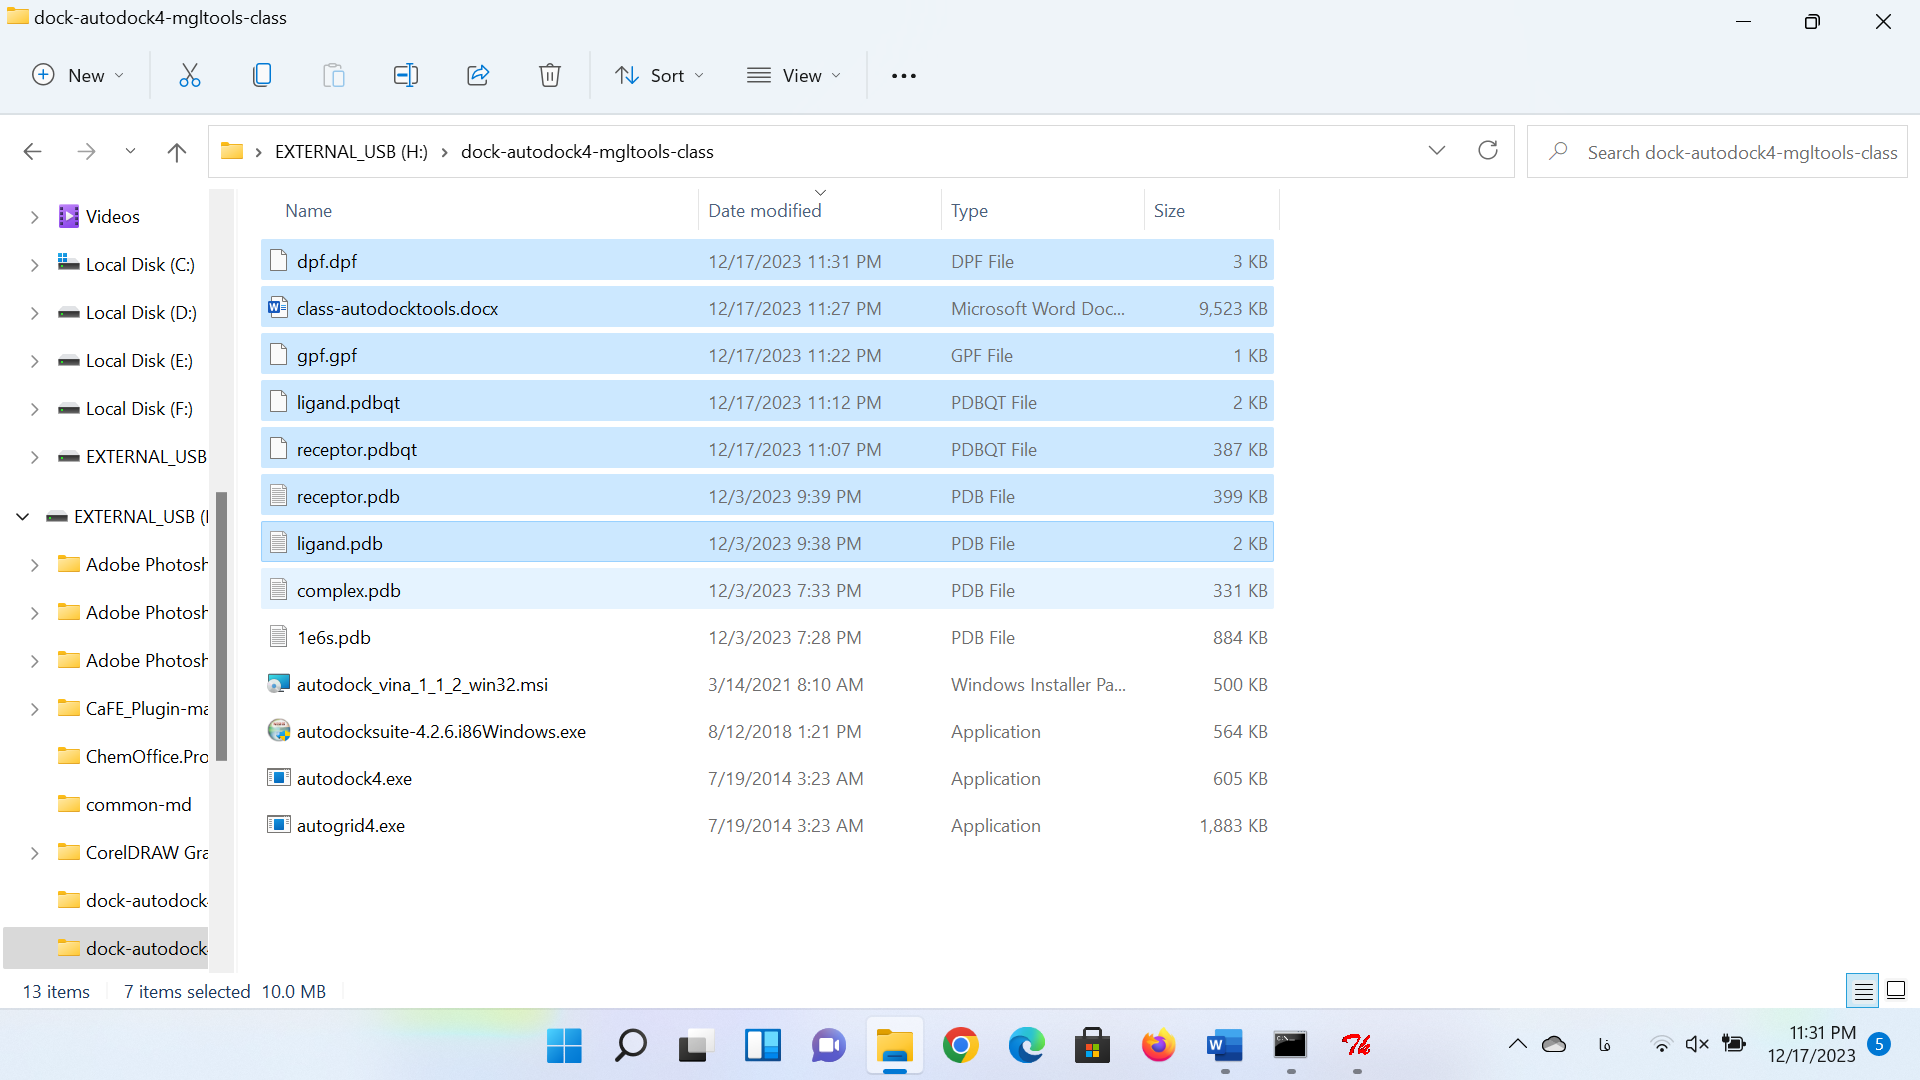 dock-autodock4-mgltools-class
New
Sort
View
EXTERNAL_USB (H:) dock-autodock4-mgltools-class
Search dock-autodock4-mgltools-class
Videos
Local Disk (C:)
Local Disk (D:)
Local Disk (E:)
Local Disk (F:)
EXTERNAL_USB
EXTERNAL_USB (
Adobe Photosh
Adobe Photosh
Adobe Photosh
CaFE_Plugin-ma
ChemOffice.Pro
common-md
CorelDRAW Gra
dock-autodock
dock-autodock
Name Date modified Type Size
dpf.dpf 12/17/2023 11:31 PM DPF File 3 KB
class-autodocktools.docx 12/17/2023 11:27 PM Microsoft Word Doc... 9,523 KB
gpf.gpf 12/17/2023 11:22 PM GPF File 1 KB
ligand.pdbqt 12/17/2023 11:12 PM PDBQT File 2 KB
receptor.pdbqt 12/17/2023 11:07 PM PDBQT File 387 KB
receptor.pdb 12/3/2023 9:39 PM PDB File 399 KB
ligand.pdb 12/3/2023 9:38 PM PDB File 2 KB
complex.pdb 12/3/2023 7:33 PM PDB File 331 KB
1e6s.pdb 12/3/2023 7:28 PM PDB File 884 KB
autodock_vina_1_1_2_win32.msi 3/14/2021 8:10 AM Windows Installer Pa... 500 KB
autodocksuite-4.2.6.i86Windows.exe 8/12/2018 1:21 PM Application 564 KB
autodock4.exe 7/19/2014 3:23 AM Application 605 KB
autogrid4.exe 7/19/2014 3:23 AM Application 1,883 KB
13 items 7 items selected 10.0 MB
فا
11:31 PM
12/17/2023
5